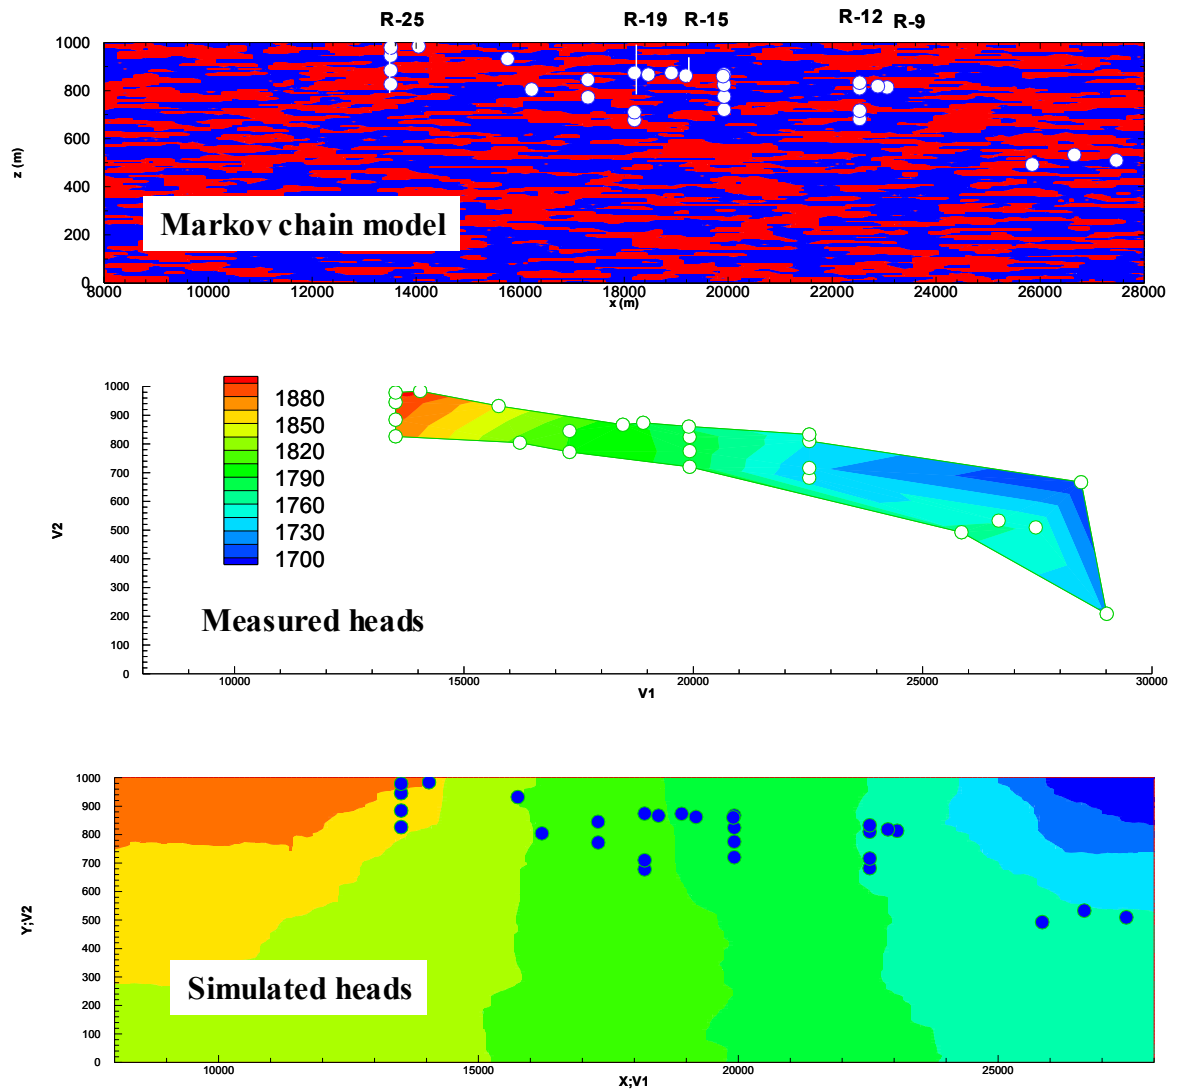 R-25 R-19 R-15 R-12 R-9
1000
800
600
400
200
0
z (m)
Markov chain model
8000 10000 12000 14000 16000 18000 20000 22000 24000 26000 28000
x (m)
1000
900
800
700
600
500
400
300
200
100
0
V2
1880
1850
1820
1790
1760
1730
1700
Measured heads
10000 15000 20000 25000 30000
V1
1000
900
800
700
600
500
400
300
200
100
0
Y;V2
Simulated heads
10000 15000 20000 25000
X;V1